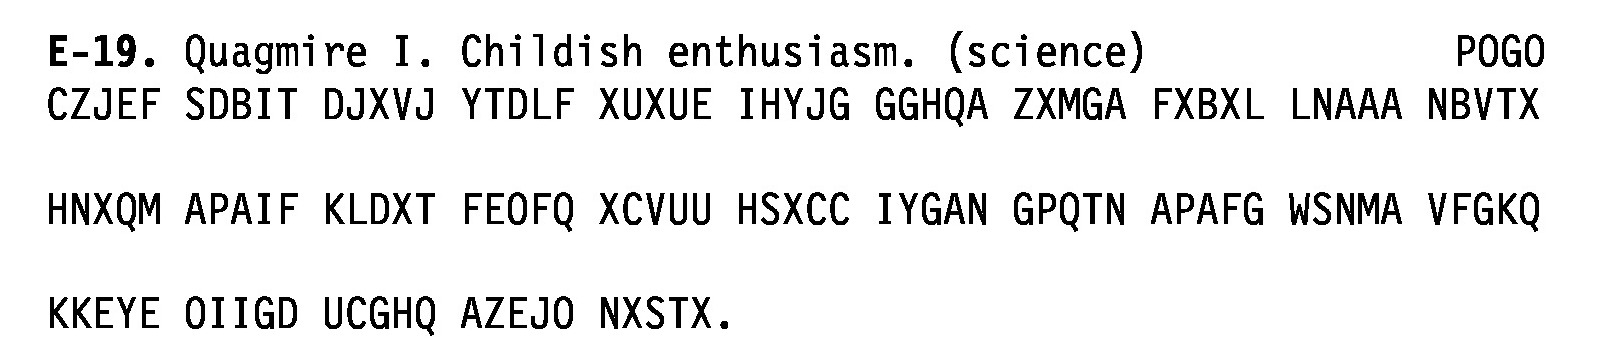 E-19. Quagmire I. Childish enthusiasm. (science) POGO
CZJEF SDBIT DJXVJ YTDLF XUXUE IHYJG GGHQA ZXMGA FXBXL LNAAA NBVTX
HNXQM APAIF KLDXT FEOFQ XCVUU HSXCC IYGAN GPQTN APAFG WSNMA VFGKQ
KKEYE OIIGD UCGHQ AZEJO NXSTX.